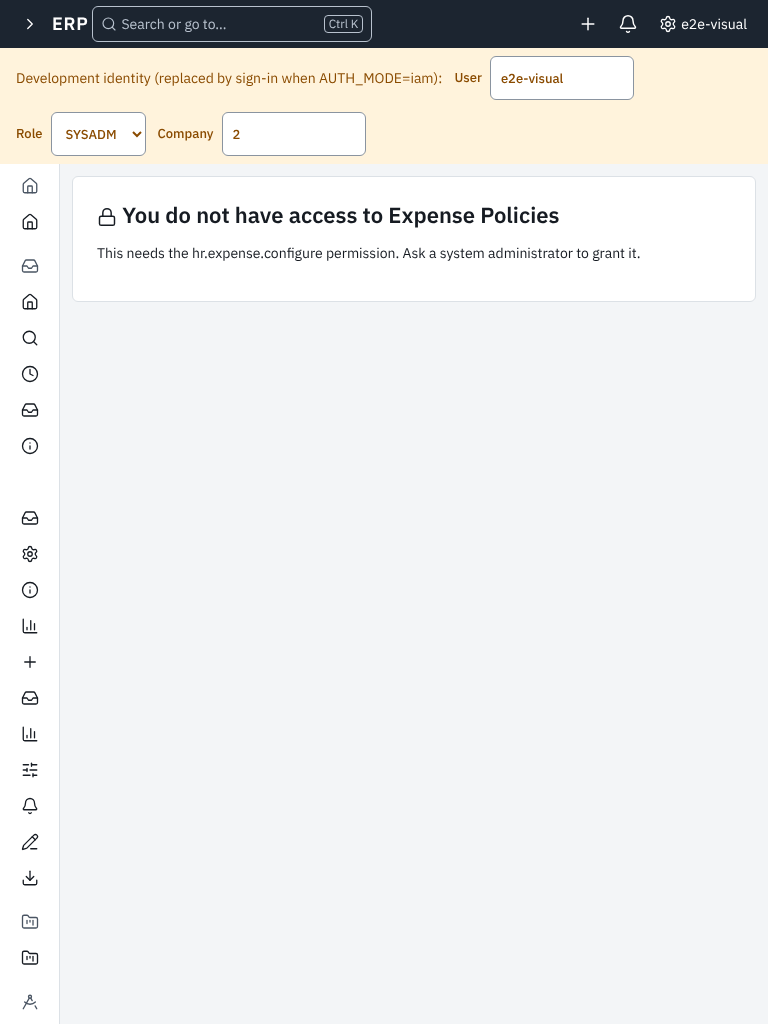 ERP
Search or go to...
Ctrl K
e2e-visual
Development identity (replaced by sign-in when AUTH_MODE=iam):
User
e2e-visual
Role
SYSADM
Company
2
You do not have access to Expense Policies
This needs the hr.expense.configure permission. Ask a system administrator to grant it.